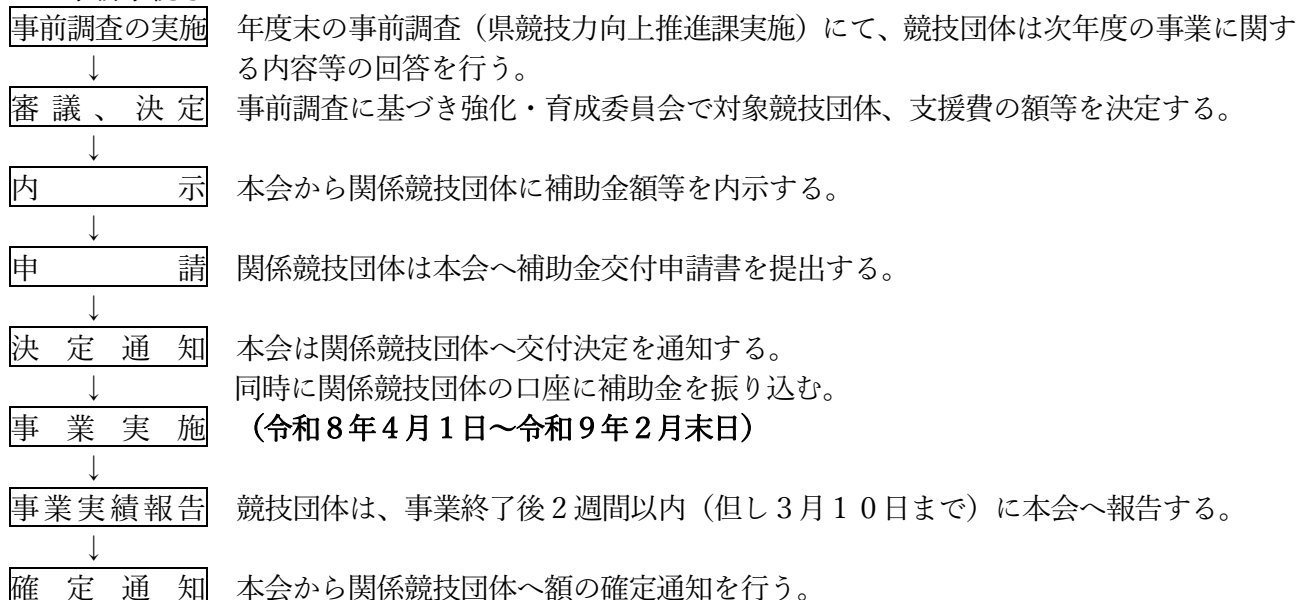 事前調査の実施　年度末の事前調査（県競技力向上推進課実施）にて、競技団体は次年度の事業に関す
↓　る内容等の回答を行う。
審議、決定　事前調査に基づき強化・育成委員会で対象競技団体、支援費の額等を決定する。
↓
内示　本会から関係競技団体に補助金額等を内示する。
↓
申請　関係競技団体は本会へ補助金交付申請書を提出する。
↓
決定通知　本会は関係競技団体へ交付決定を通知する。
↓　同時に関係競技団体の口座に補助金を振り込む。
事業実施　（令和８年４月１日～令和９年２月末日）
↓
事業実績報告　競技団体は、事業終了後２週間以内（但し３月１０日まで）に本会へ報告する。
↓
確定通知　本会から関係競技団体へ額の確定通知を行う。